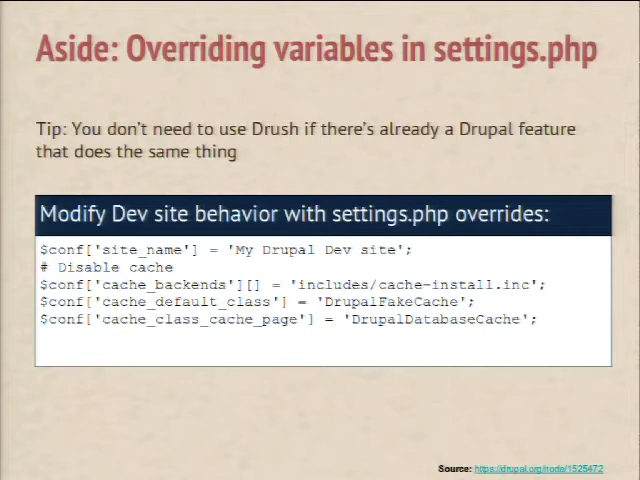 Aside: Overriding variables in settings.php
Tip: You don't need to use Drush if there's already a Drupal feature
that does the same thing
Modify Dev site behavior with settings.php overrides:
$conf['site_name'] = 'My Drupal Dev site';
# Disable cache
$conf['cache_backends'][] = 'includes/cache-install.inc';
$conf['cache_default_class'] = 'DrupalFakeCache';
$conf['cache_class_cache_page'] = 'DrupalDatabaseCache';
Source: https://drupal.org/node/1525472